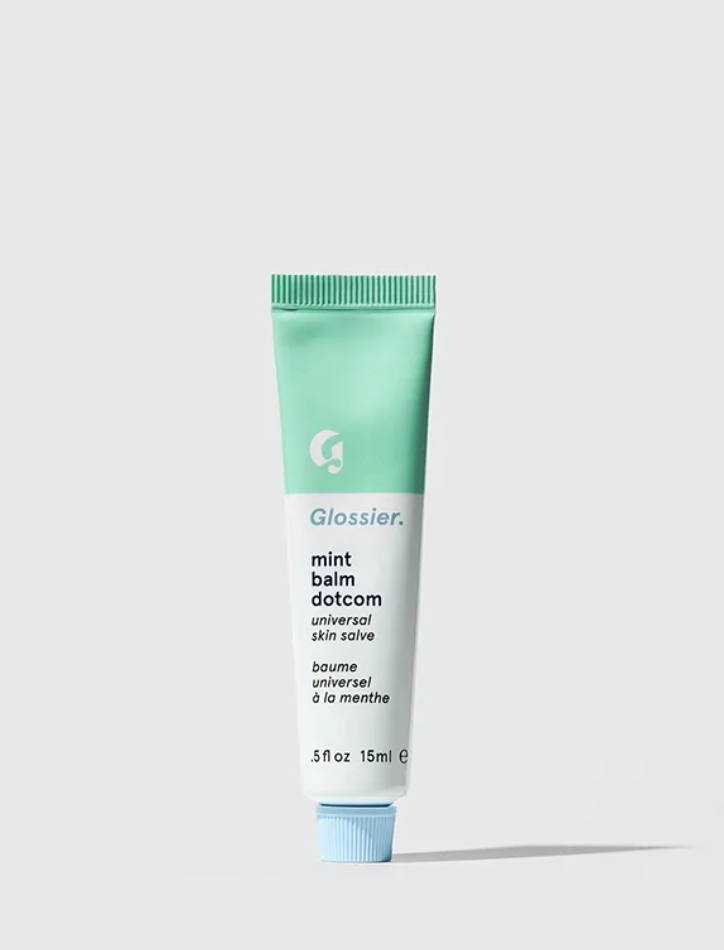 G
Glossier.
mint
balm
dotcom
universal
skin salve
baume
universel
à la menthe
.5 fl oz 15ml ℮